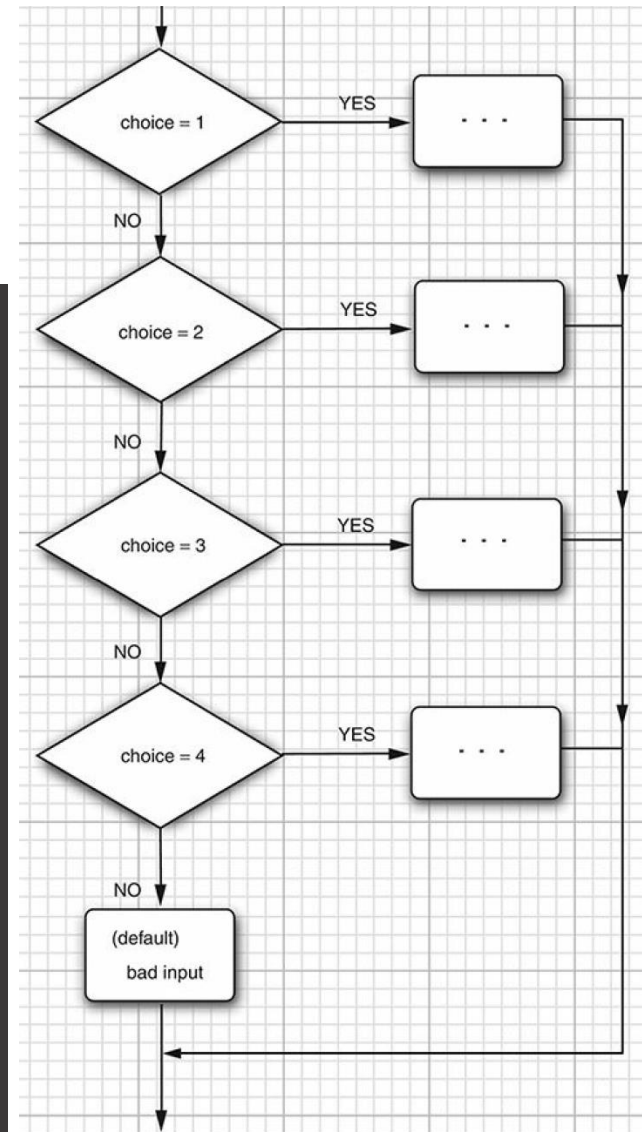 choice = 1
YES
. . .
NO
choice = 2
YES
. . .
NO
choice = 3
YES
. . .
NO
choice = 4
YES
. . .
NO
(default)
bad input